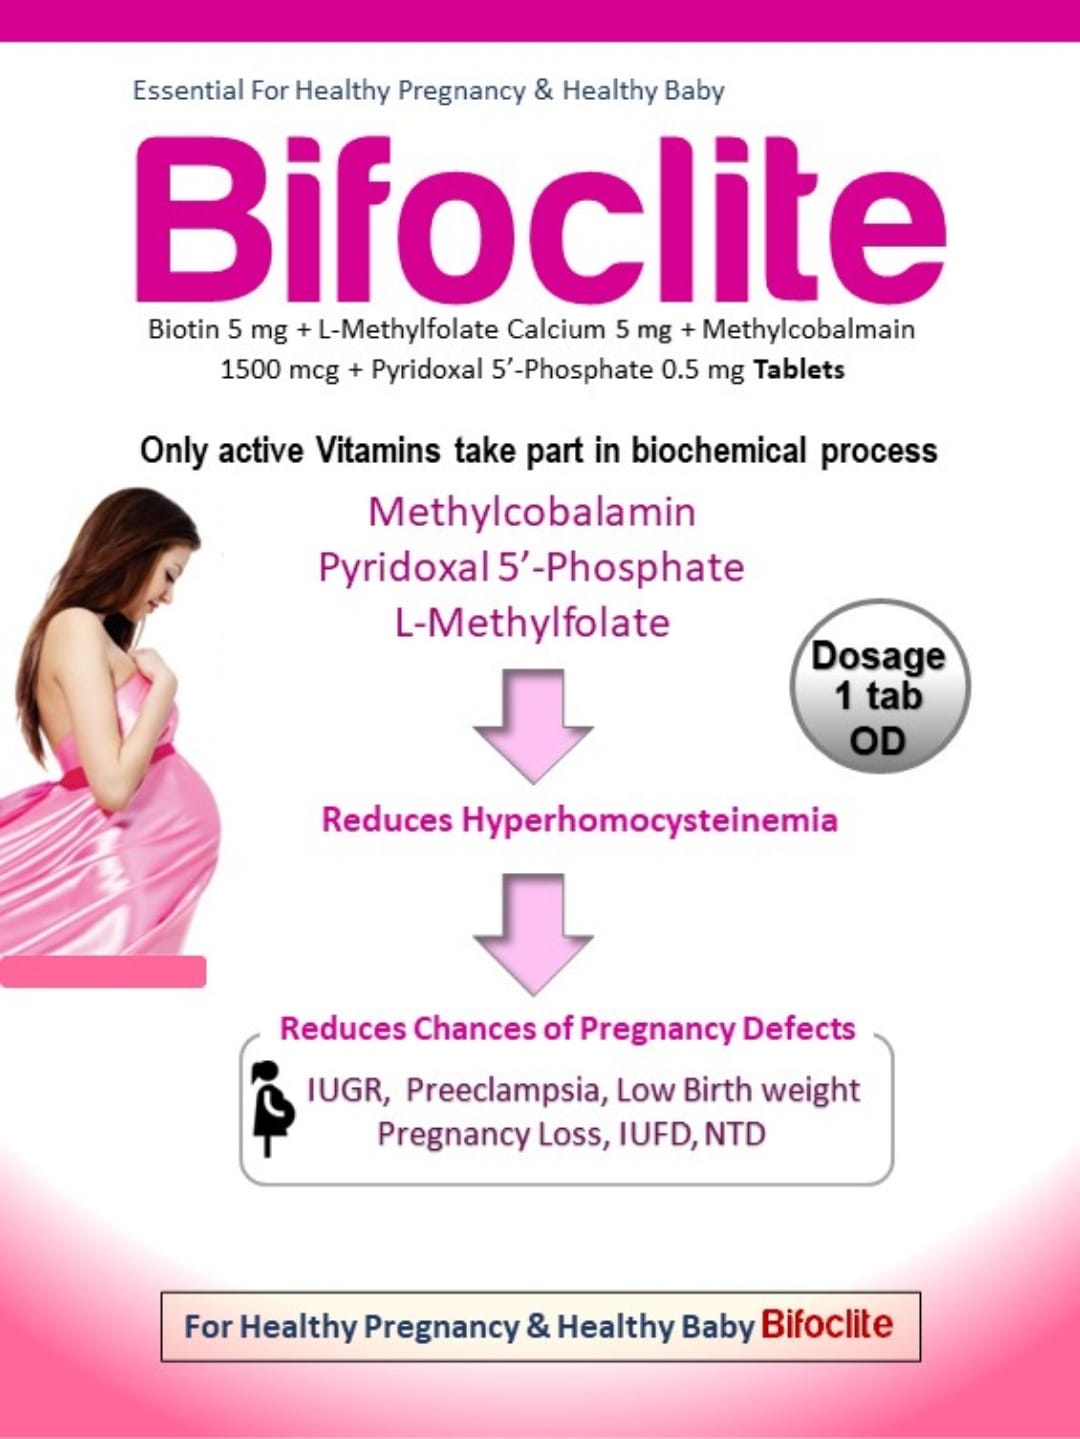 Essential For Healthy Pregnancy & Healthy Baby
Bifoclite
Biotin 5 mg + L-Methylfolate Calcium 5 mg + Methylcobalmain
1500 mcg + Pyridoxal 5’-Phosphate 0.5 mg Tablets
Only active Vitamins take part in biochemical process
Methylcobalamin
Pyridoxal 5’-Phosphate
L-Methylfolate
Dosage
1 tab
OD
Reduces Hyperhomocysteinemia
Reduces Chances of Pregnancy Defects
IUGR, Preeclampsia, Low Birth weight
Pregnancy Loss, IUFD, NTD
For Healthy Pregnancy & Healthy Baby Bifoclite